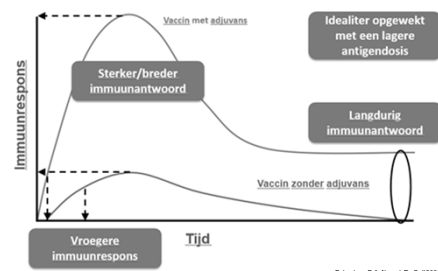 Vaccin met adjuvans
Idealiter opgewekt
met een lagere
antigendosis
Sterker/breder
immuunantwoord
Immuunrespons
Langdurig
immuunantwoord
Vaccin zonder adjuvans
Vroegere
immuunrespons
Tijd